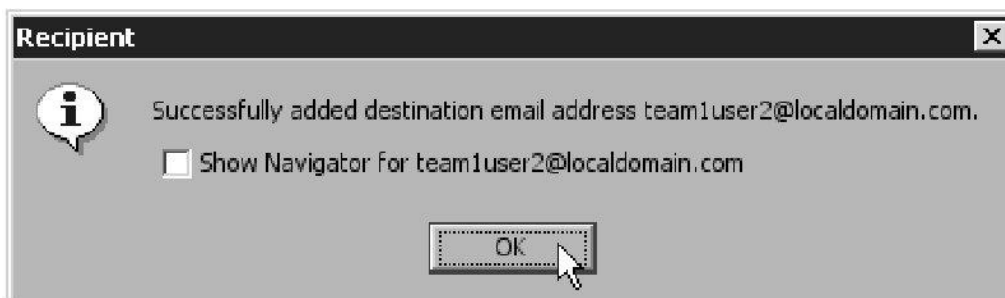 Recipient
Successfully added destination email address team1user2@localdomain.com.
Show Navigator for team1user2@localdomain.com
OK